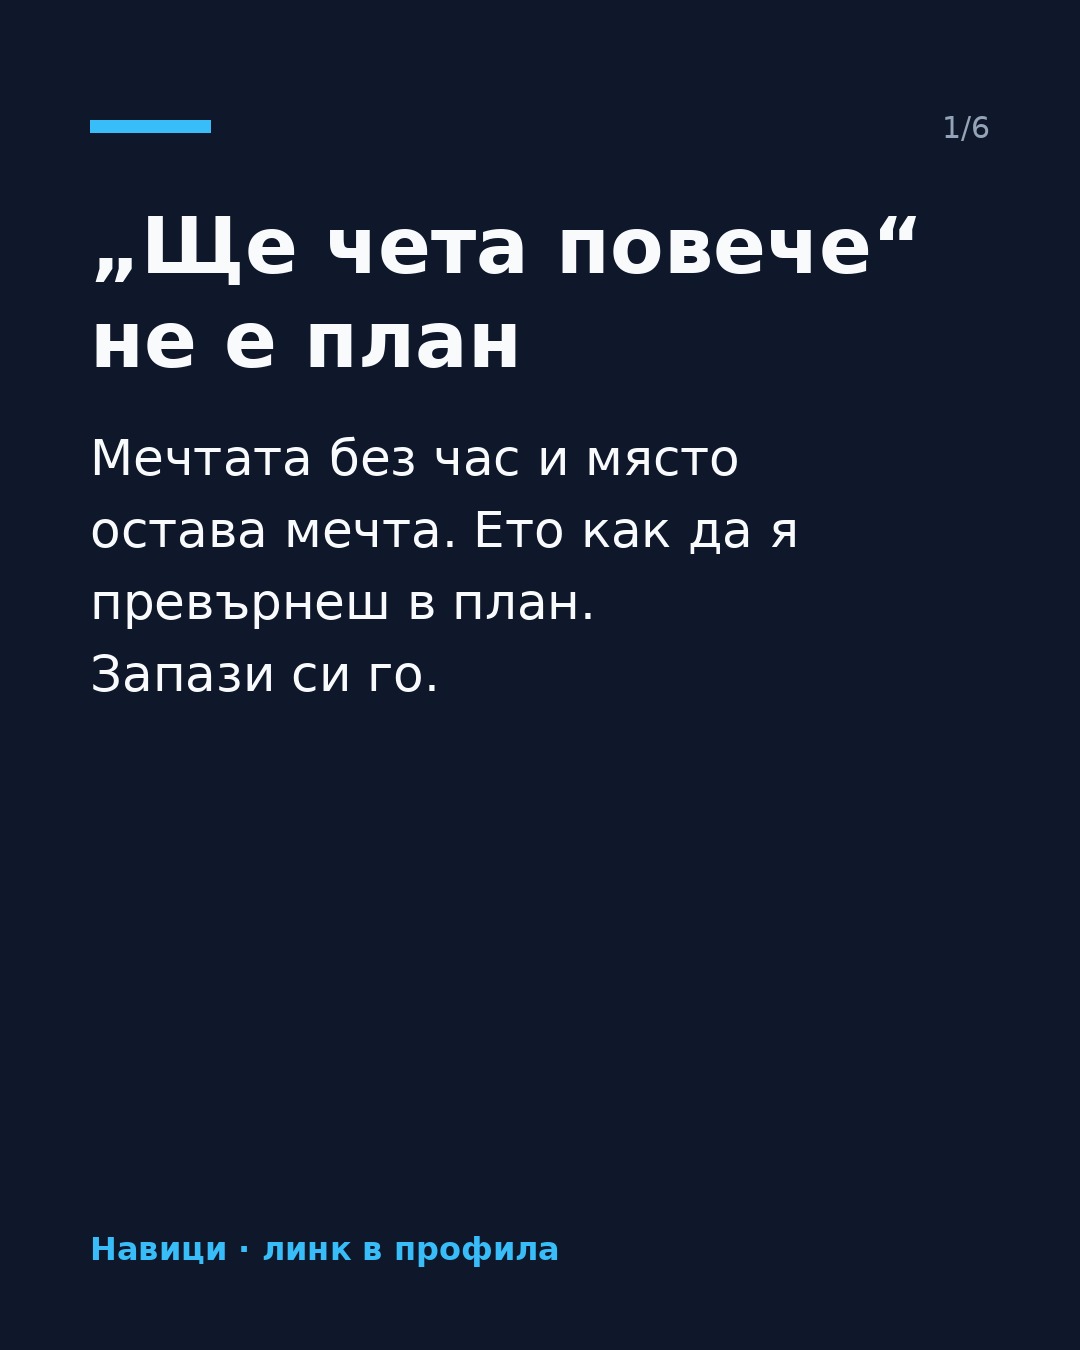 1/6
„Ще чета повече“
не е план
Мечтата без час и място
остава мечта. Ето как да я
превърнеш в план.
Запази си го.
Навици · линк в профила